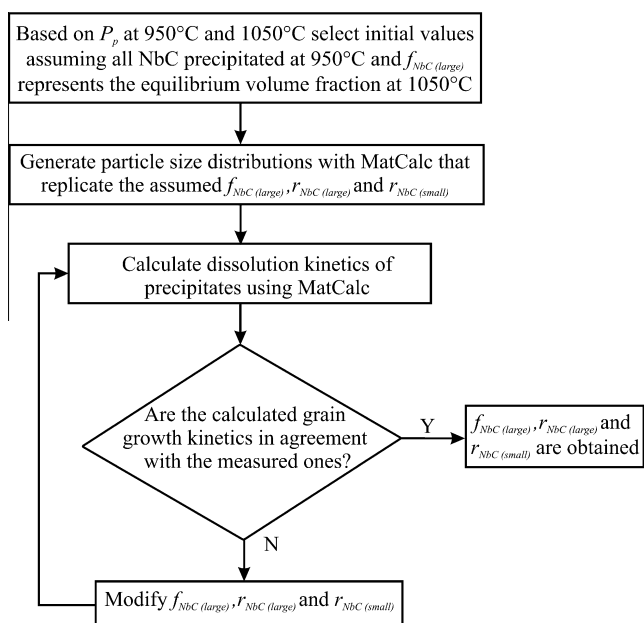 Based on Pp at 950°C and 1050°C select initial values
assuming all NbC precipitated at 950°C and fNbC (large)
represents the equilibrium volume fraction at 1050°C
Generate particle size distributions with MatCalc that
replicate the assumed fNbC (large) ,rNbC (large) and rNbC (small)
Calculate dissolution kinetics of
precipitates using MatCalc
Are the calculated grain
growth kinetics in agreement
with the measured ones?
Y
fNbC (large) ,rNbC (large) and
rNbC (small) are obtained
N
Modify fNbC (large) ,rNbC (large) and rNbC (small)